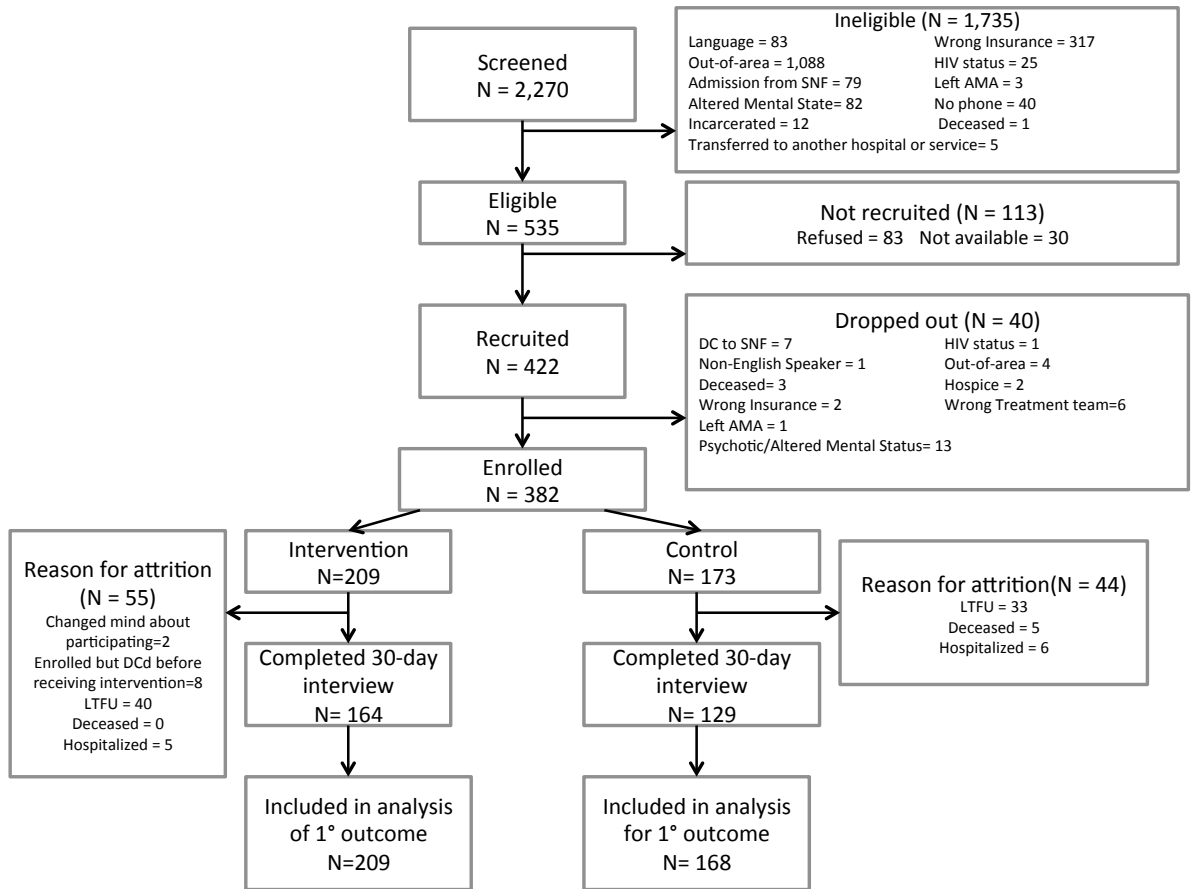 Screened
N = 2,270
Ineligible (N = 1,735)
Language = 83 Wrong Insurance = 317
Out-of-area = 1,088 HIV status = 25
Admission from SNF = 79 Left AMA = 3
Altered Mental State= 82 No phone = 40
Incarcerated = 12 Deceased = 1
Transferred to another hospital or service= 5
Eligible
N = 535
Not recruited (N = 113)
Refused = 83 Not available = 30
Recruited
N = 422
Dropped out (N = 40)
DC to SNF = 7 HIV status = 1
Non-English Speaker = 1 Out-of-area = 4
Deceased= 3 Hospice = 2
Wrong Insurance = 2 Wrong Treatment team=6
Left AMA = 1
Psychotic/Altered Mental Status= 13
Enrolled
N = 382
Intervention
N=209
Control
N= 173
Reason for attrition
(N = 55)
Changed mind about
participating=2
Enrolled but DCd before
receiving intervention=8
LTFU = 40
Deceased = 0
Hospitalized = 5
Reason for attrition(N = 44)
LTFU = 33
Deceased = 5
Hospitalized = 6
Completed 30-day
interview
N= 164
Completed 30-day
interview
N= 129
Included in analysis
of 1° outcome
N=209
Included in analysis
for 1° outcome
N= 168